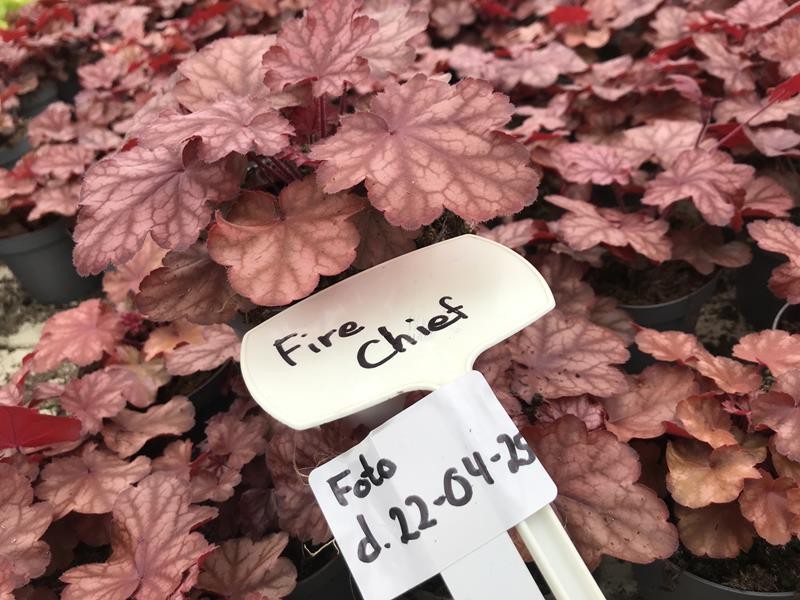 Fire
Chief
Foto
d. 22-04-25